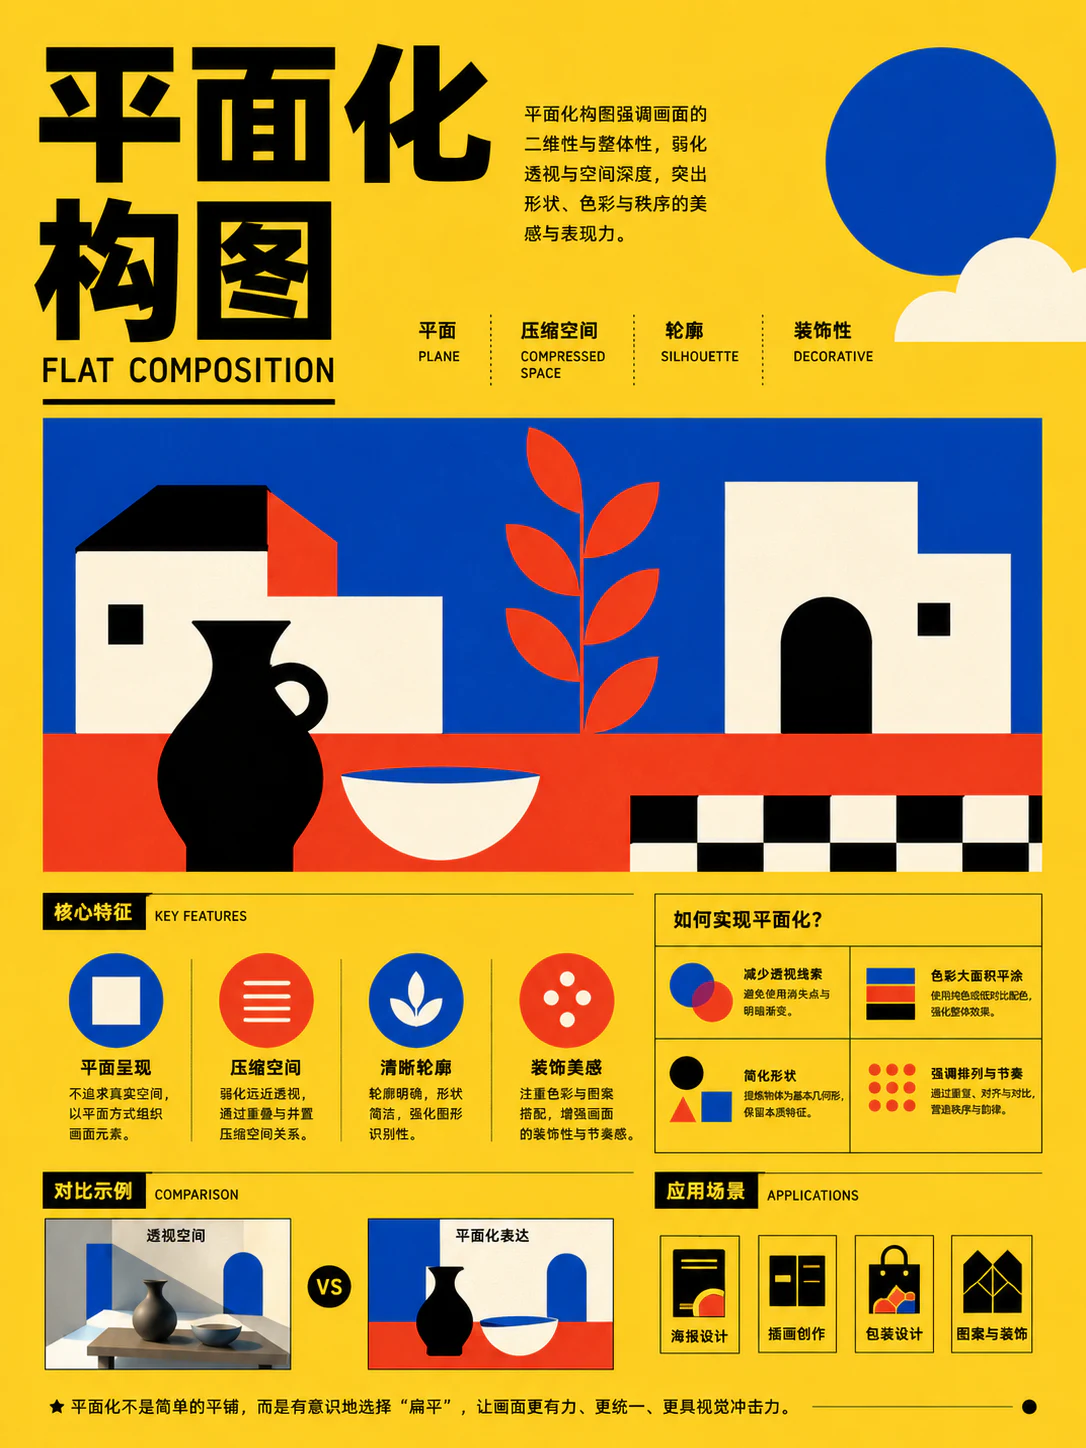 平面化
构图
FLAT COMPOSITION
平面化构图强调画面的
二维性与整体性，弱化
透视与空间深度，突出
形状、色彩与秩序的美
感与表现力。
平面
PLANE
压缩空间
COMPRESSED
SPACE
轮廓
SILHOUETTE
装饰性
DECORATIVE
核心特征
KEY FEATURES
平面呈现
不追求真实空间，
以平面方式组织
画面元素。
压缩空间
弱化远近透视，
通过重叠与并置
压缩空间关系。
清晰轮廓
轮廓明确，形状
简洁，强化图形
识别性。
装饰美感
注重色彩与图案
搭配，增强画面
的装饰性与节奏感。
如何实现平面化？
减少透视线索
避免使用消失点与
明暗渐变。
色彩大面积平涂
使用纯色或低对比配色，
强化整体效果。
简化形状
提炼物体为基本几何形，
保留本质特征。
强调排列与节奏
通过重复、对齐与对比，
营造秩序与韵律。
对比示例
COMPARISON
透视空间
VS
平面化表达
应用场景
APPLICATIONS
海报设计
插画创作
包装设计
图案与装饰
★ 平面化不是简单的平铺，而是有意识地选择“扁平”，让画面更有力、更统一、更具视觉冲击力。